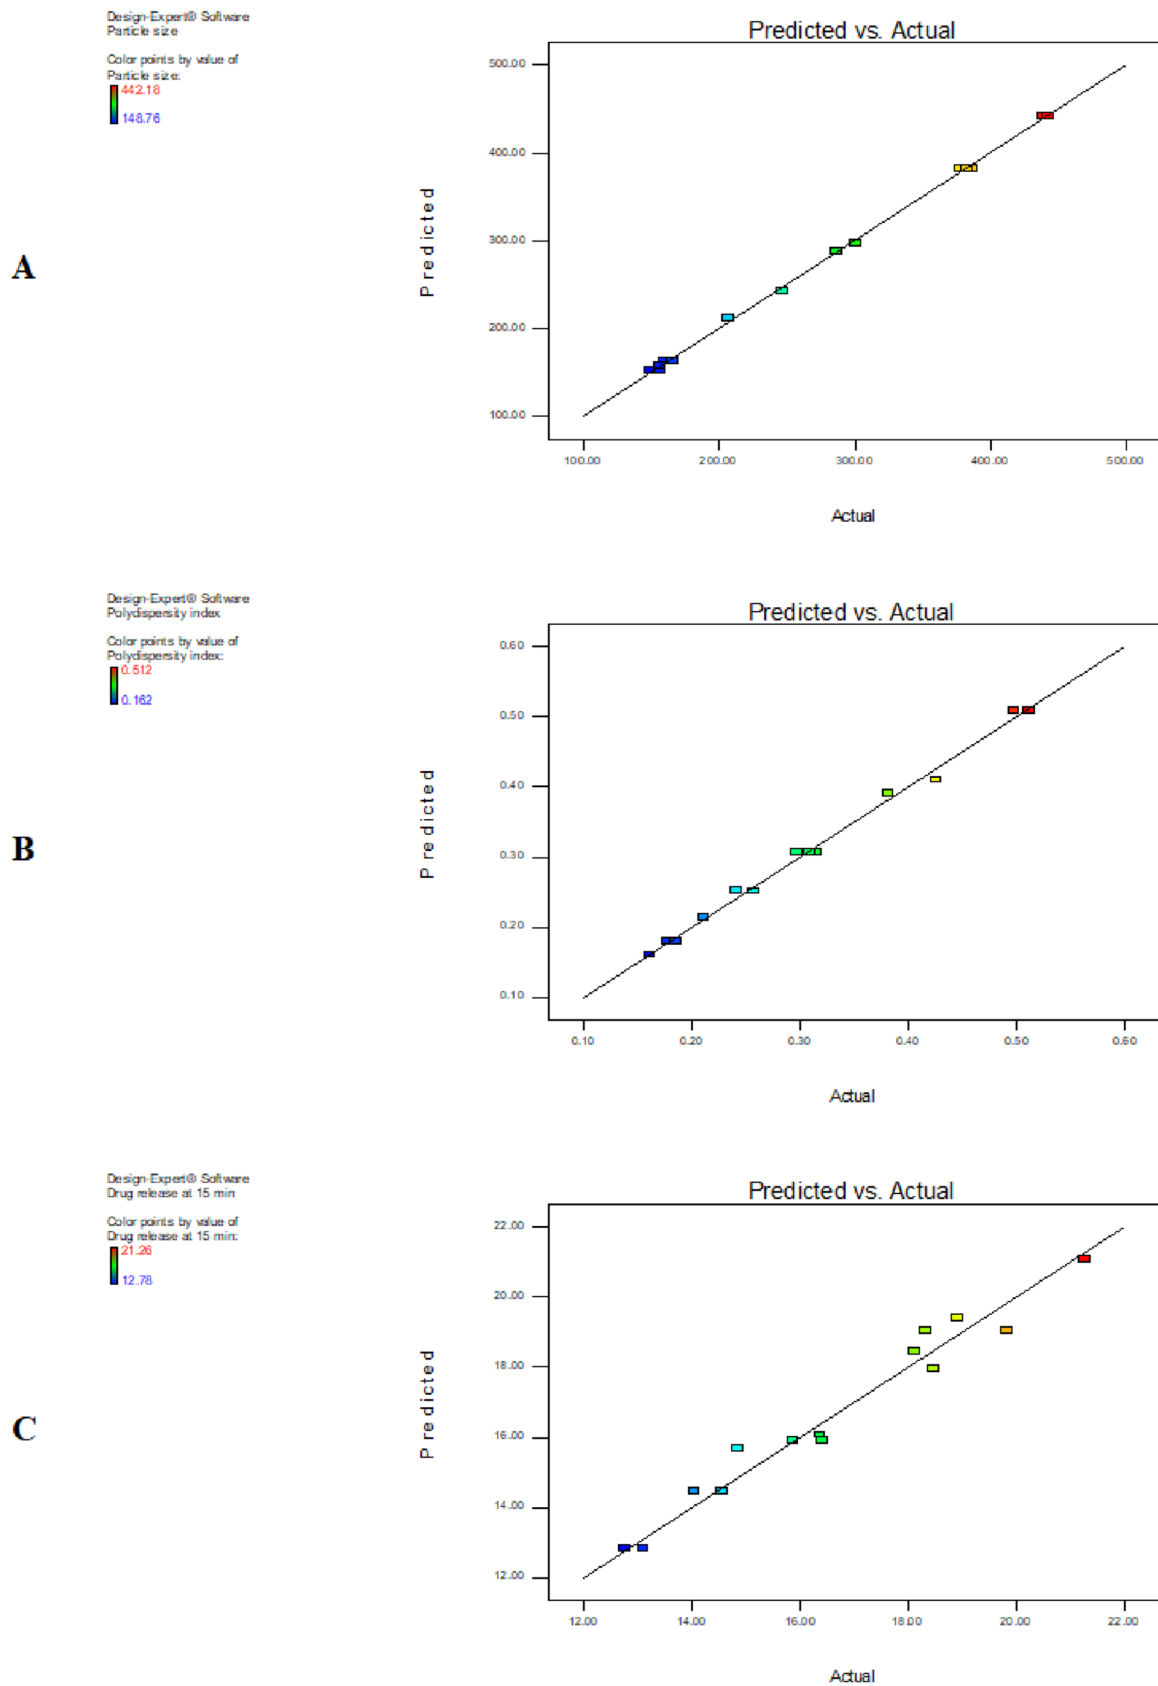 Design-Expert® Software
Particle size
Color points by value of
Particle size:
442.18
148.76
Predicted vs. Actual
A
Predicted
500.00
400.00
300.00
200.00
100.00
100.00 200.00 300.00 400.00 500.00
Actual
Design-Expert® Software
Polydispersity index
Color points by value of
Polydispersity index:
0.512
0.162
Predicted vs. Actual
B
Predicted
0.60
0.50
0.40
0.30
0.20
0.10
0.10 0.20 0.30 0.40 0.50 0.60
Actual
Design-Expert® Software
Drug release at 15 min
Color points by value of
Drug release at 15 min:
21.26
12.78
Predicted vs. Actual
C
Predicted
22.00
20.00
18.00
16.00
14.00
12.00
12.00 14.00 16.00 18.00 20.00 22.00
Actual